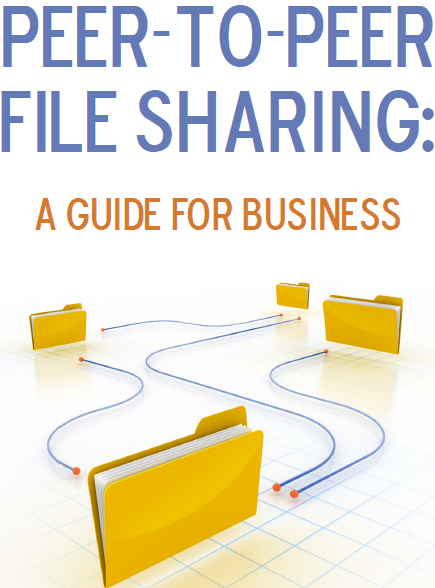 PEER-TO-PEER
FILE SHARING:
A GUIDE FOR BUSINESS